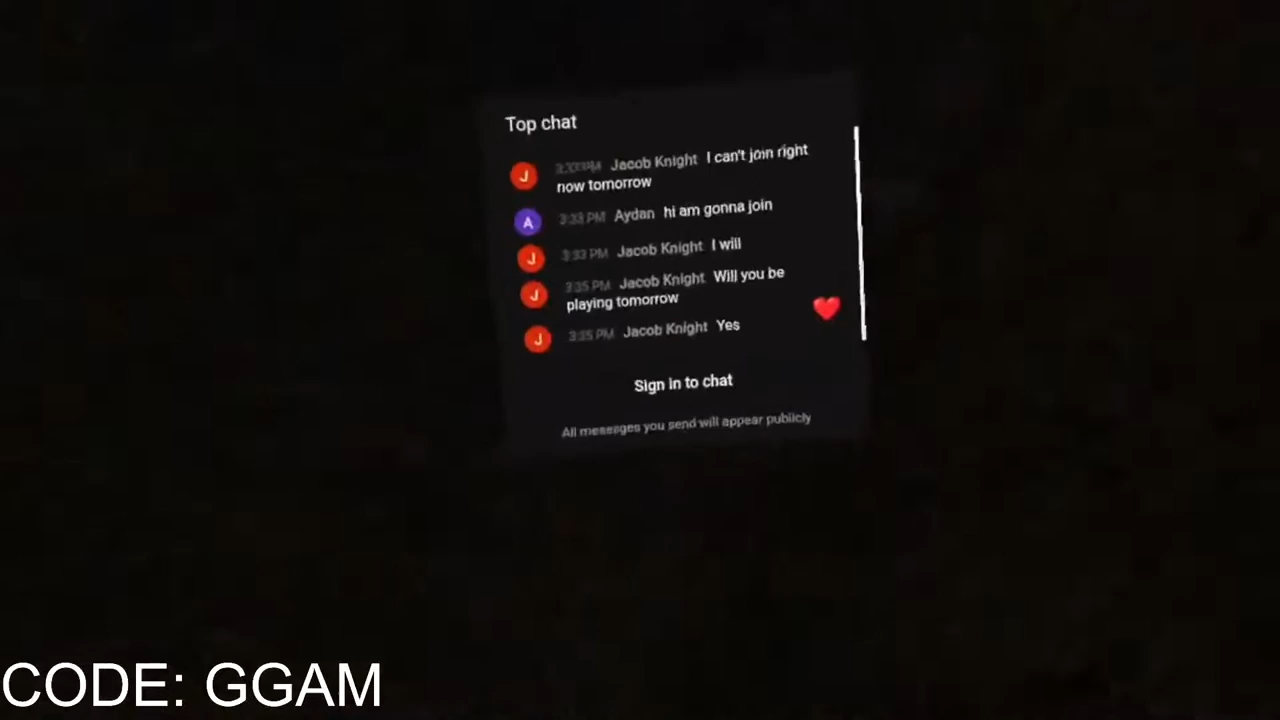 Top chat
Jacob Knight I can't join right
now tomorrow
3:33 PM Aydan hi am gonna join
3:33 PM Jacob Knight I will
3:35 PM Jacob Knight Will you be
playing tomorrow
3:35 PM Jacob Knight Yes
Sign in to chat
All messages you send will appear publicly
CODE: GGAM